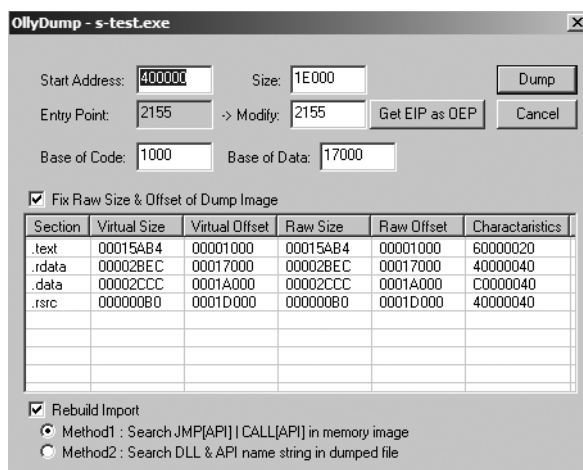 OllyDump - s-test.exe
Start Address: 400000 Size: 1E000 Dump
Entry Point: 2155 -> Modify: 2155 Get EIP as OEP Cancel
Base of Code: 1000 Base of Data: 17000
Fix Raw Size & Offset of Dump Image
Section Virtual Size Virtual Offset Raw Size Raw Offset Charactaristics
.text 00015AB4 00001000 00015AB4 00001000 60000020
.rdata 00002BEC 00017000 00002BEC 00017000 40000040
.data 00002CCC 0001A000 00002CCC 0001A000 C0000040
.rsrc 000000B0 0001D000 000000B0 0001D000 40000040
Rebuild Import
Method1 : Search JMP[API] | CALL[API] in memory image
Method2 : Search DLL & API name string in dumped file